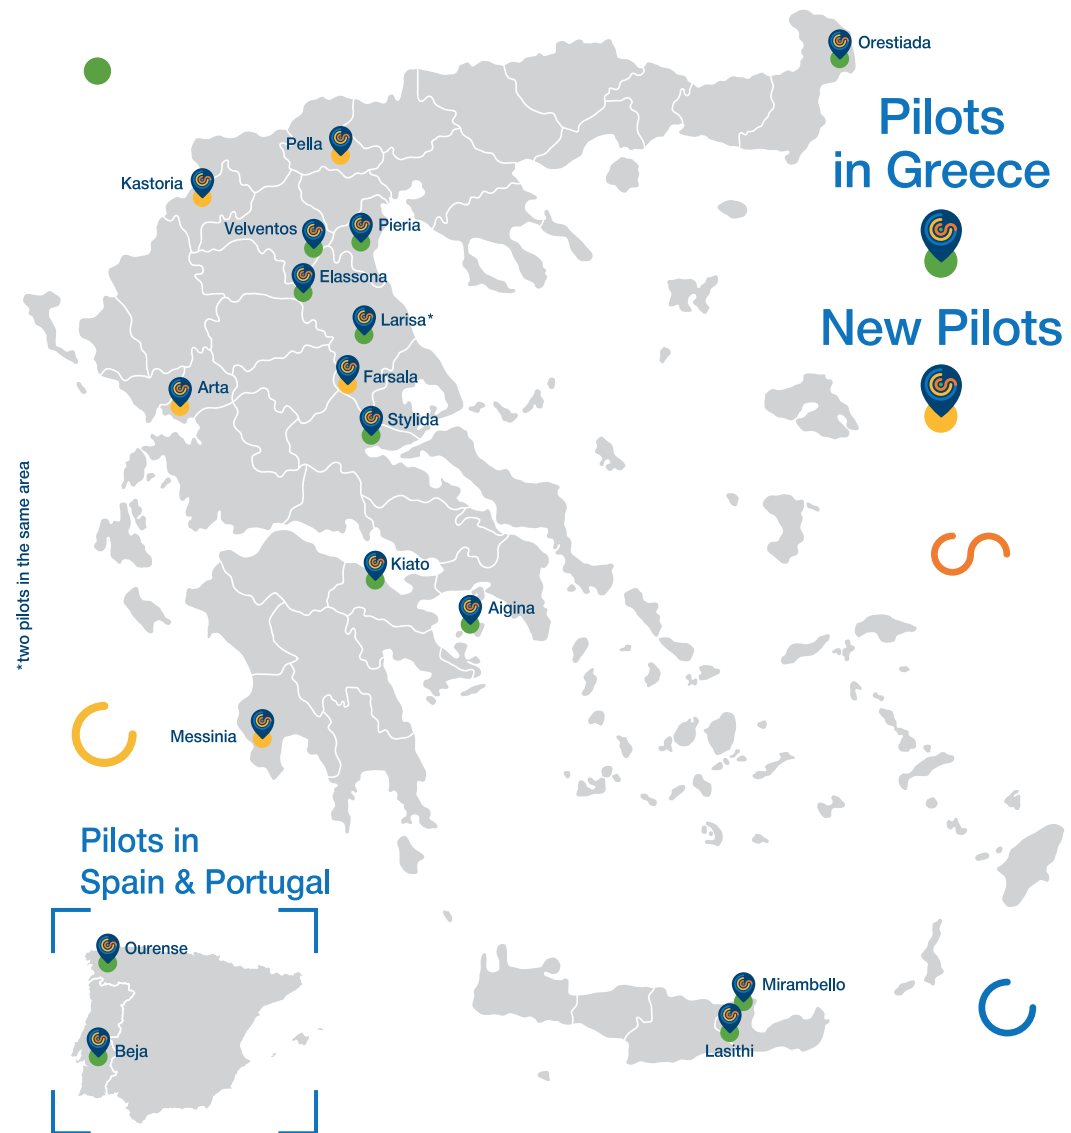 Orestiada
Pilots
in Greece
Pella
Kastoria
Velventos
Pieria
Elassona
Larisa*
New Pilots
Farsala
Arta
Stylida
*two pilots in the same area
Kiato
Aigina
Messinia
Pilots in
Spain & Portugal
Ourense
Beja
Mirambello
Lasithi